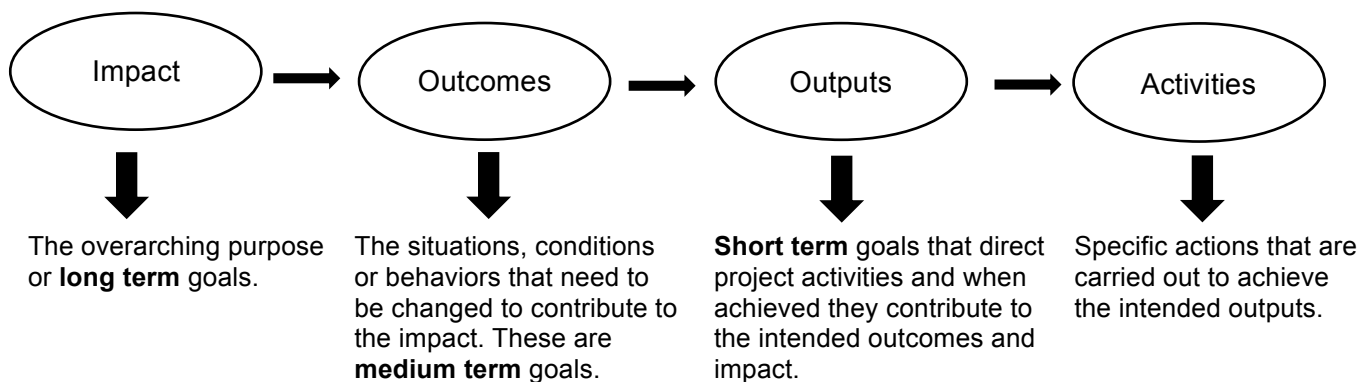 Impact
Outcomes
Outputs
Activities
The overarching purpose
or long term goals.
The situations, conditions
or behaviors that need to
be changed to contribute to
the impact. These are
medium term goals.
Short term goals that direct
project activities and when
achieved they contribute to
the intended outcomes and
impact.
Specific actions that are
carried out to achieve
the intended outputs.